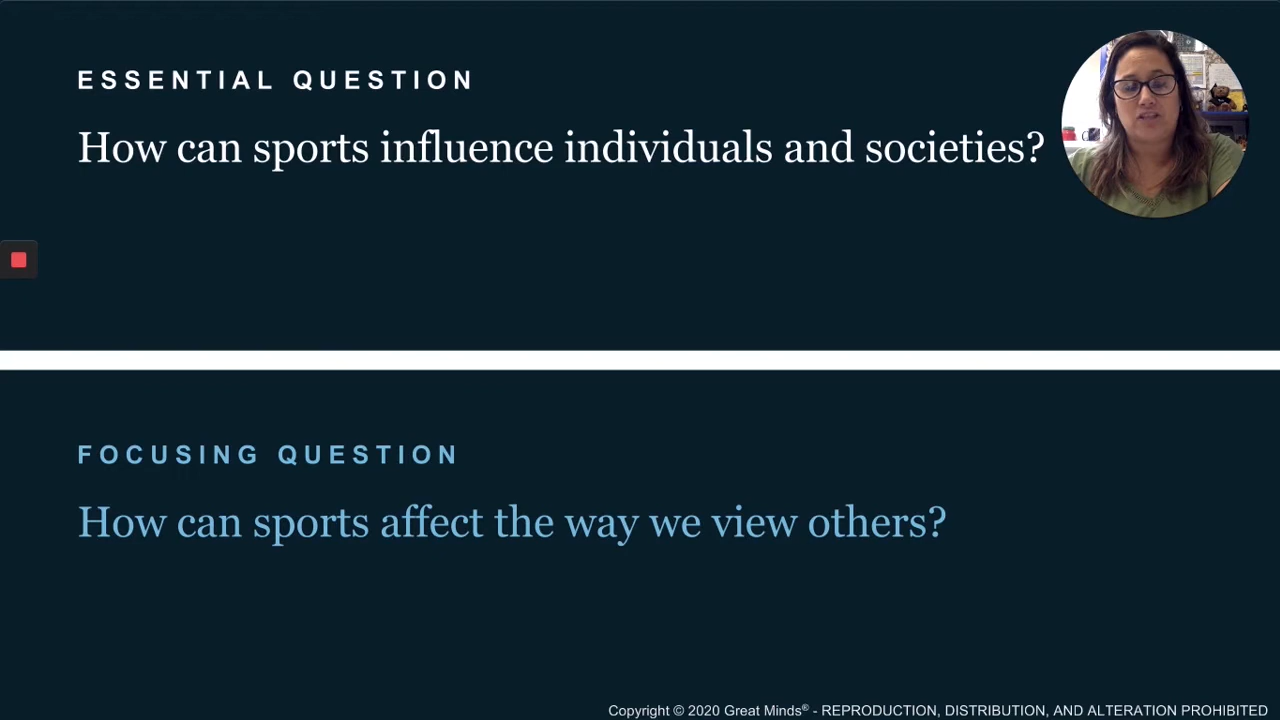 ESSENTIAL QUESTION
How can sports influence individuals and societies?
FOCUSING QUESTION
How can sports affect the way we view others?
Copyright © 2020 Great Minds® - REPRODUCTION, DISTRIBUTION, AND ALTERATION PROHIBITED